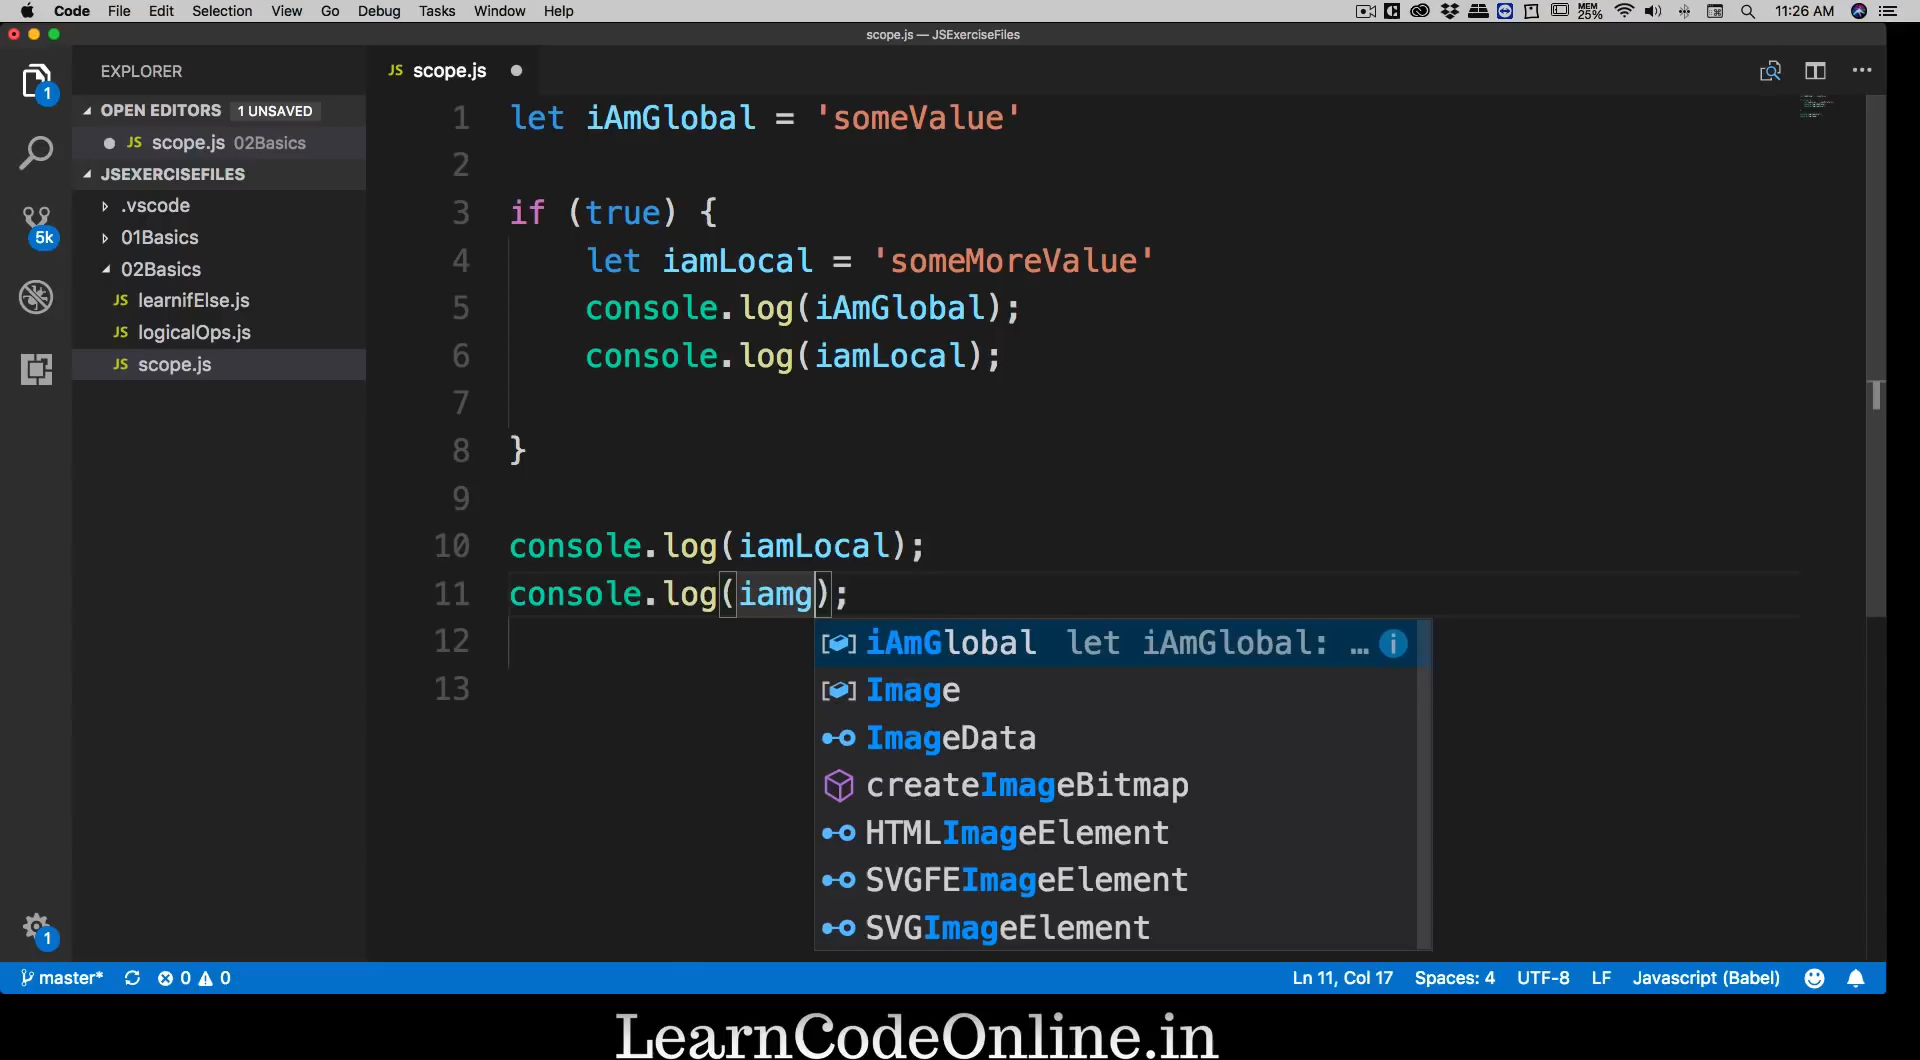 Code File Edit Selection View Go Debug Tasks Window Help MEM 25% 11:26 AM
scope.js — JSExerciseFiles
EXPLORER
OPEN EDITORS 1 UNSAVED
JS scope.js 02Basics
JSEXERCISEFILES
.vscode
01Basics
02Basics
JS learnifElse.js
JS logicalOps.js
JS scope.js
1
5k
1
JS scope.js
1 let iAmGlobal = 'someValue'
2
3 if (true) {
4 let iamLocal = 'someMoreValue'
5 console.log(iAmGlobal);
6 console.log(iamLocal);
7
8 }
9
10 console.log(iamLocal);
11 console.log(iamg);
12
13
iAmGlobal let iAmGlobal: …
Image
ImageData
createImageBitmap
HTMLImageElement
SVGFEImageElement
SVGImageElement
master* 0 0 Ln 11, Col 17 Spaces: 4 UTF-8 LF Javascript (Babel)
LearnCodeOnline.in